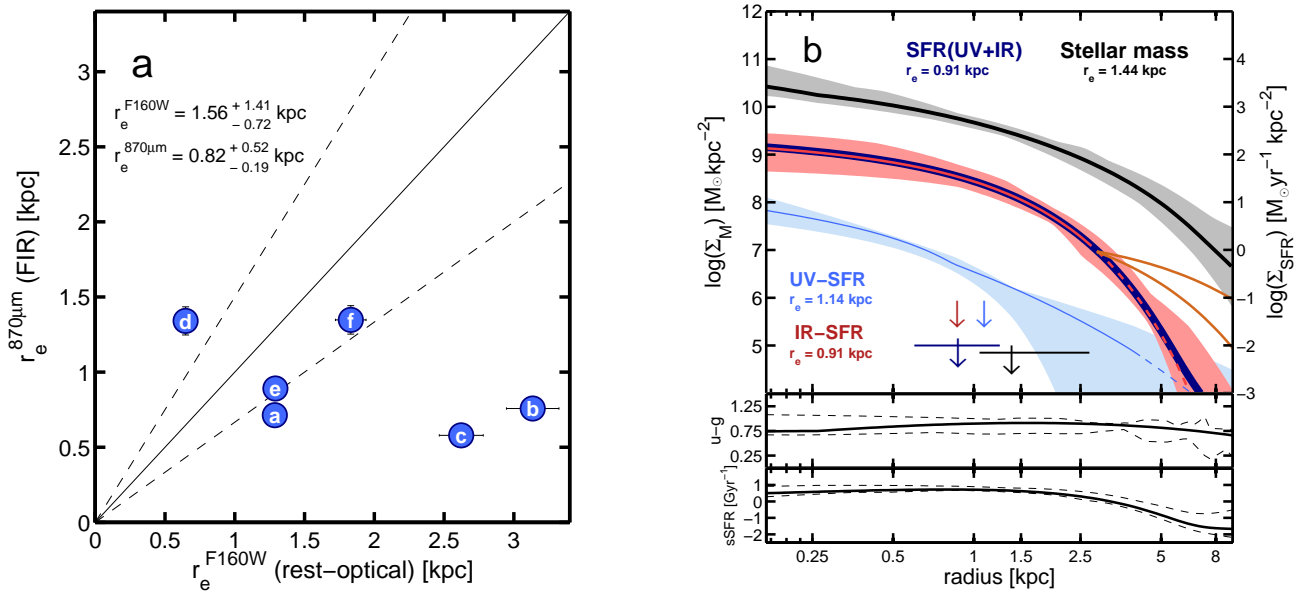 a
r_e^F160W = 1.56 +1.41 −0.72 kpc
r_e^870μm = 0.82 +0.52 −0.19 kpc
d
f
e
a
b
c
3
2.5
2
1.5
1
0.5
0
0 0.5 1 1.5 2 2.5 3
r_e^870μm (FIR) [kpc]
r_e^F160W (rest−optical) [kpc]
b
SFR(UV+IR)
r_e = 0.91 kpc
Stellar mass
r_e = 1.44 kpc
UV−SFR
r_e = 1.14 kpc
IR−SFR
r_e = 0.91 kpc
12
11
10
9
8
7
6
5
log(Σ_M) [M⊙kpc−2]
4
3
2
1
0
−1
−2
−3
log(Σ_SFR) [M⊙yr−1 kpc−2]
1.25
0.75
0.25
u−g
1
0
−1
−2
sSFR [Gyr−1]
0.25 0.5 1 1.5 2.5 5 8
radius [kpc]